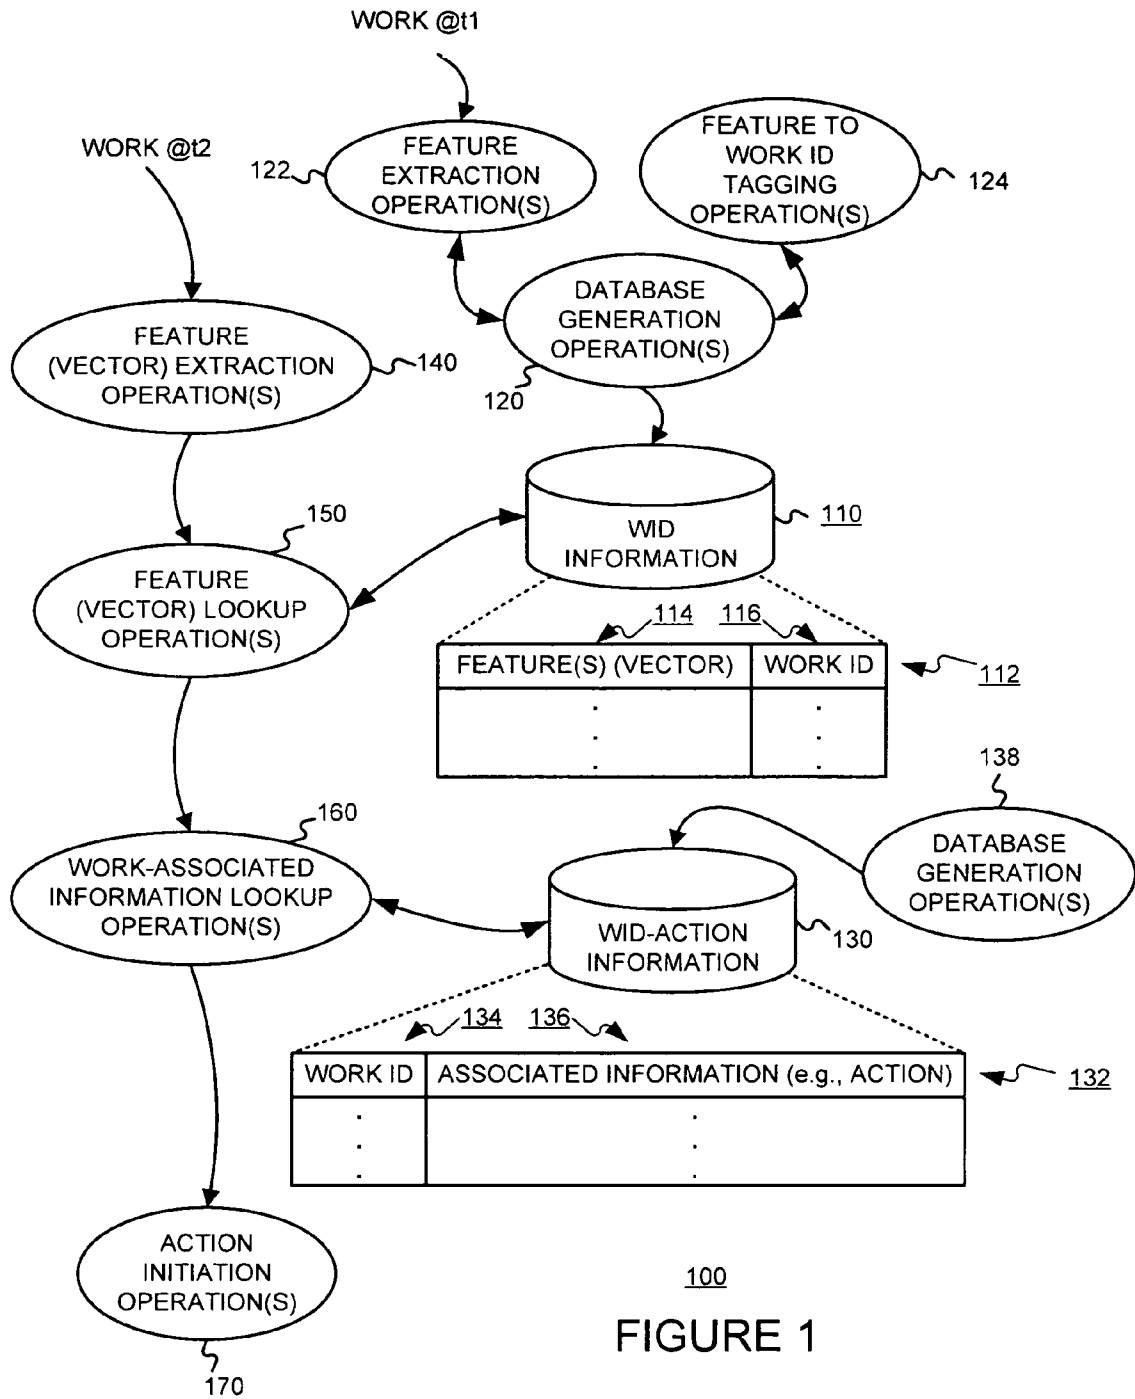 WORK @t1
WORK @t2
122
FEATURE
EXTRACTION
OPERATION(S)
FEATURE TO
WORK ID
TAGGING
OPERATION(S)
124
DATABASE
GENERATION
OPERATION(S)
120
FEATURE
(VECTOR) EXTRACTION
OPERATION(S)
140
150
FEATURE
(VECTOR) LOOKUP
OPERATION(S)
WID
INFORMATION
110
114
116
FEATURE(S) (VECTOR)
WORK ID
112
138
DATABASE
GENERATION
OPERATION(S)
160
WORK-ASSOCIATED
INFORMATION LOOKUP
OPERATION(S)
WID-ACTION
INFORMATION
130
134
136
WORK ID
ASSOCIATED INFORMATION (e.g., ACTION)
132
ACTION
INITIATION
OPERATION(S)
170
100
FIGURE 1